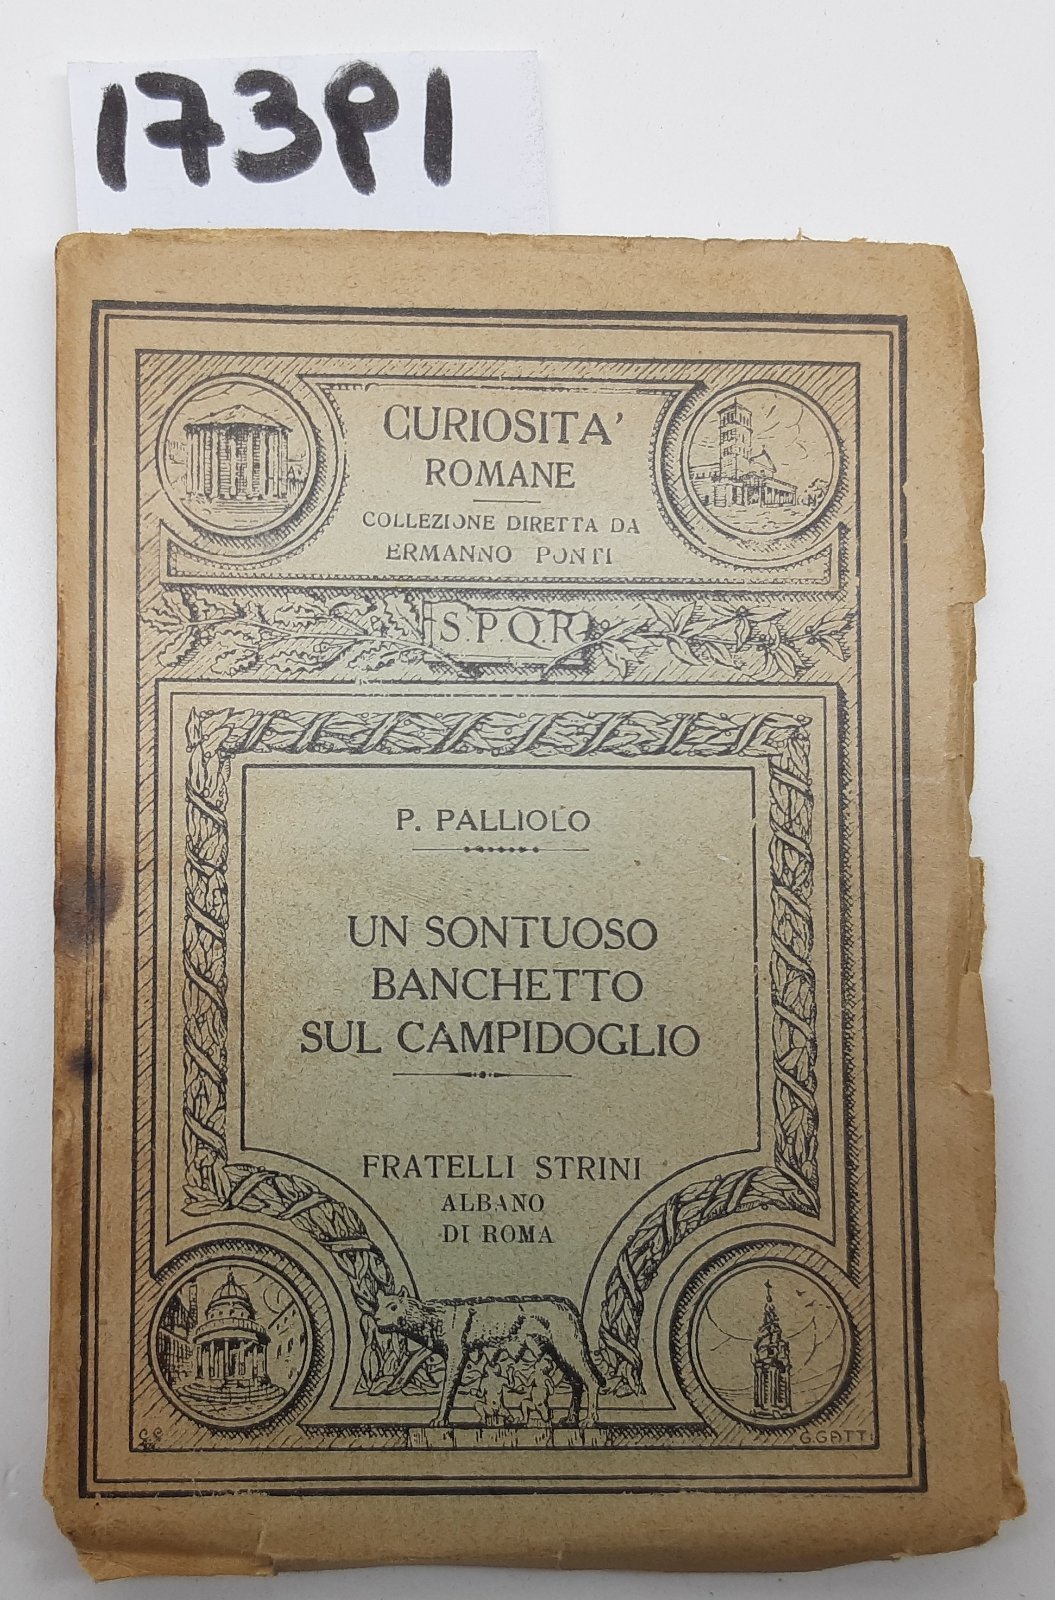 17391
CURIOSITA'
ROMANE
COLLEZIONE DIRETTA DA
ERMANNO PONTI
S.P.Q.R.
P. PALLIOLO
UN SONTUOSO
BANCHETTO
SUL CAMPIDOGLIO
FRATELLI STRINI
ALBANO
DI ROMA
G. GATTI